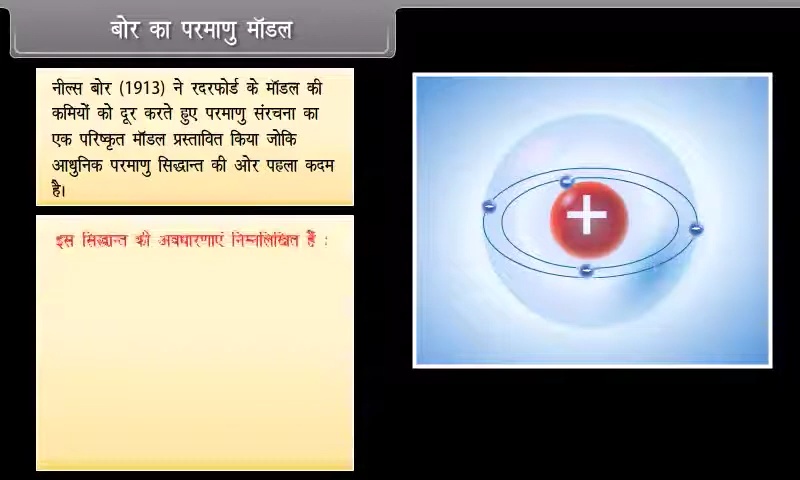 बोर का परमाणु मॉडल
नील्स बोर (1913) ने रदरफोर्ड के मॉडल की
कमियों को दूर करते हुए परमाणु संरचना का
एक परिष्कृत मॉडल प्रस्तावित किया जोकि
आधुनिक परमाणु सिद्धान्त की ओर पहला कदम
है।
इस सिद्धान्त की अवधारणाएं निम्नलिखित हैं :
+